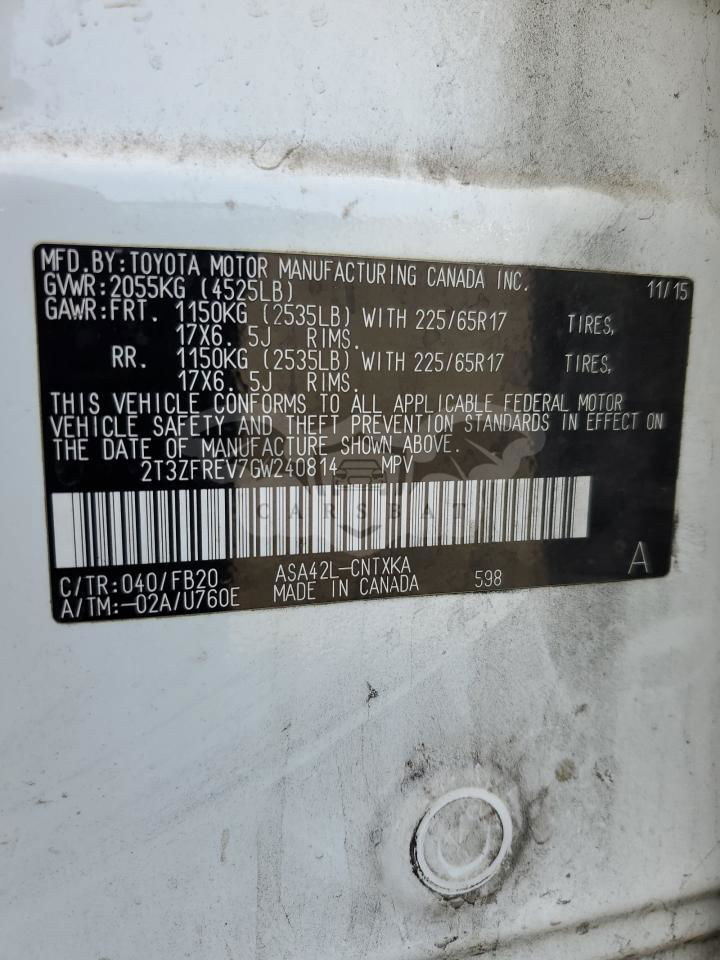 MFD.BY:TOYOTA MOTOR MANUFACTURING CANADA INC. 11/15
GVWR:2055KG (4525LB)
GAWR:FRT. 1150KG (2535LB) WITH 225/65R17 TIRES,
17X6.5J RIMS.
RR. 1150KG (2535LB) WITH 225/65R17 TIRES,
17X6.5J RIMS.
THIS VEHICLE CONFORMS TO ALL APPLICABLE FEDERAL MOTOR
VEHICLE SAFETY AND THEFT PREVENTION STANDARDS IN EFFECT ON
THE DATE OF MANUFACTURE SHOWN ABOVE.
2T3ZFREV7GW240814 MPV
CARSBAT
C/TR:040/FB20 ASA42L-CNTXKA 598 A
A/TM:-02A/U760E MADE IN CANADA